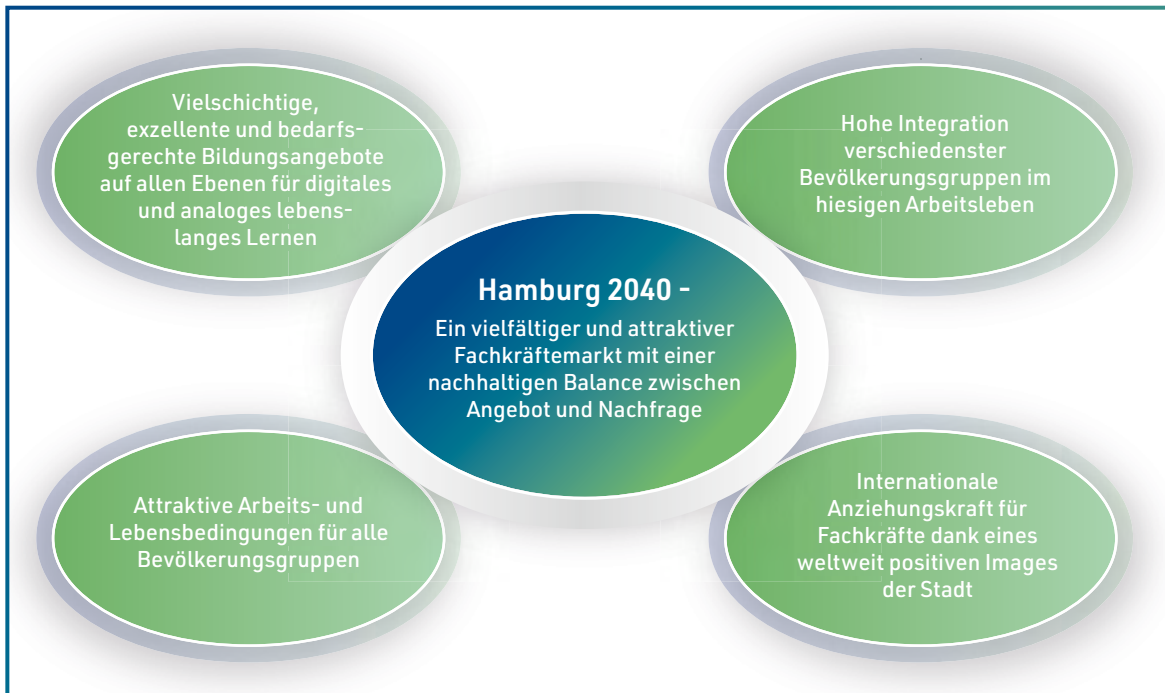 Vielschichtige,
exzellente und bedarfs-
gerechte Bildungsangebote
auf allen Ebenen für digitales
und analoges lebens-
langes Lernen
Hohe Integration
verschiedenster
Bevölkerungsgruppen im
hiesigen Arbeitsleben
Hamburg 2040 -
Ein vielfältiger und attraktiver
Fachkräftemarkt mit einer
nachhaltigen Balance zwischen
Angebot und Nachfrage
Attraktive Arbeits- und
Lebensbedingungen für alle
Bevölkerungsgruppen
Internationale
Anziehungskraft für
Fachkräfte dank eines
weltweit positiven Images
der Stadt